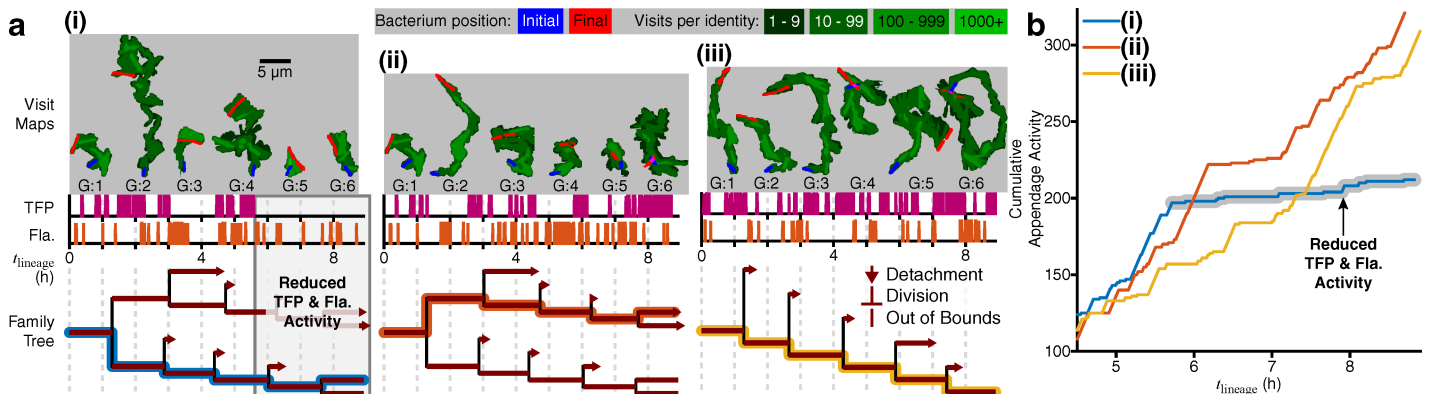 a
(i)
Bacterium position: Initial Final Visits per identity: 1 - 9 10 - 99 100 - 999 1000+
5 µm
(ii)
(iii)
Visit
Maps
G:1 G:2 G:3 G:4 G:5 G:6
G:1 G:2 G:3 G:4 G:5 G:6
G:1 G:2 G:3 G:4 G:5 G:6
TFP
Fla.
tlineage
(h)
0 4 8
0 4 8
0 4 8
Reduced
TFP & Fla.
Activity
Family
Tree
Detachment
Division
Out of Bounds
b
(i)
(ii)
(iii)
Cumulative
Appendage Activity
300
250
200
150
100
Reduced
TFP & Fla.
Activity
5 6 7 8
tlineage (h)